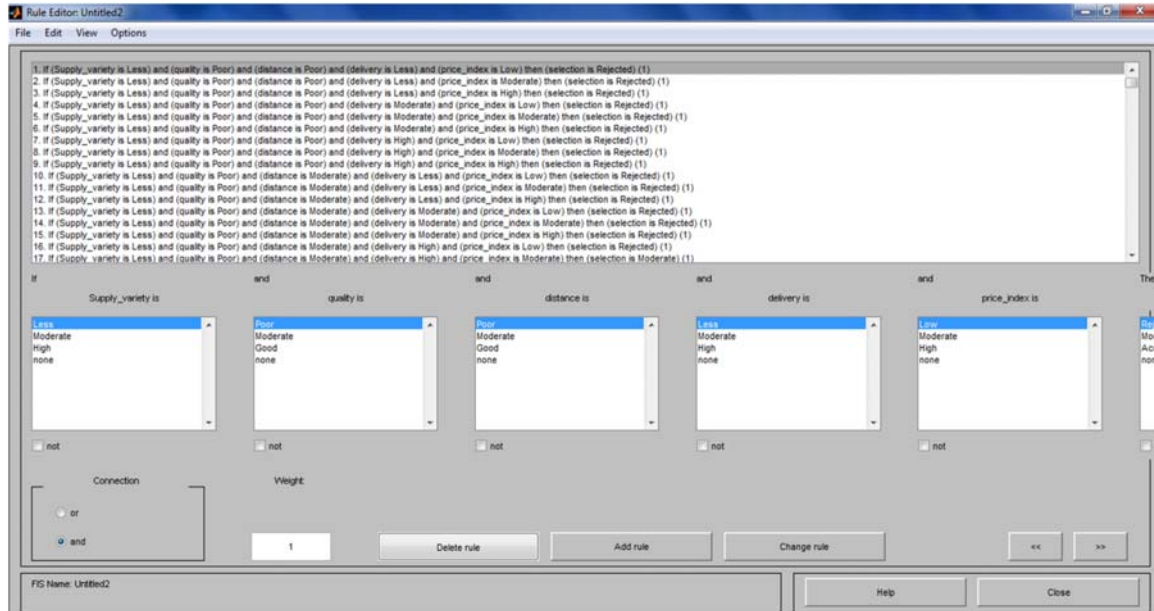 Rule Editor: Untitled2
File Edit View Options
1. If (Supply_variety is Less) and (quality is Poor) and (distance is Poor) and (delivery is Less) and (price_index is Low) then (selection is Rejected) (1)
2. If (Supply_variety is Less) and (quality is Poor) and (distance is Poor) and (delivery is Less) and (price_index is Moderate) then (selection is Rejected) (1)
3. If (Supply_variety is Less) and (quality is Poor) and (distance is Poor) and (delivery is Less) and (price_index is High) then (selection is Rejected) (1)
4. If (Supply_variety is Less) and (quality is Poor) and (distance is Poor) and (delivery is Moderate) and (price_index is Low) then (selection is Rejected) (1)
5. If (Supply_variety is Less) and (quality is Poor) and (distance is Poor) and (delivery is Moderate) and (price_index is Moderate) then (selection is Rejected) (1)
6. If (Supply_variety is Less) and (quality is Poor) and (distance is Poor) and (delivery is Moderate) and (price_index is High) then (selection is Rejected) (1)
7. If (Supply_variety is Less) and (quality is Poor) and (distance is Poor) and (delivery is High) and (price_index is Low) then (selection is Rejected) (1)
8. If (Supply_variety is Less) and (quality is Poor) and (distance is Poor) and (delivery is High) and (price_index is Moderate) then (selection is Rejected) (1)
9. If (Supply_variety is Less) and (quality is Poor) and (distance is Poor) and (delivery is High) and (price_index is High) then (selection is Rejected) (1)
10. If (Supply_variety is Less) and (quality is Poor) and (distance is Moderate) and (delivery is Less) and (price_index is Low) then (selection is Rejected) (1)
11. If (Supply_variety is Less) and (quality is Poor) and (distance is Moderate) and (delivery is Less) and (price_index is Moderate) then (selection is Rejected) (1)
12. If (Supply_variety is Less) and (quality is Poor) and (distance is Moderate) and (delivery is Less) and (price_index is High) then (selection is Rejected) (1)
13. If (Supply_variety is Less) and (quality is Poor) and (distance is Moderate) and (delivery is Moderate) and (price_index is Low) then (selection is Rejected) (1)
14. If (Supply_variety is Less) and (quality is Poor) and (distance is Moderate) and (delivery is Moderate) and (price_index is Moderate) then (selection is Rejected) (1)
15. If (Supply_variety is Less) and (quality is Poor) and (distance is Moderate) and (delivery is Moderate) and (price_index is High) then (selection is Rejected) (1)
16. If (Supply_variety is Less) and (quality is Poor) and (distance is Moderate) and (delivery is High) and (price_index is Low) then (selection is Rejected) (1)
17. If (Supply_variety is Less) and (quality is Poor) and (distance is Moderate) and (delivery is High) and (price_index is Moderate) then (selection is Moderate) (1)
If and and and and The
Supply_variety is quality is distance is delivery is price_index is
Less Poor Poor Less Low Re
Moderate Moderate Moderate Moderate Moderate Mo
High Good Good High High Ac
none none none none none nor
not not not not not
Connection Weight:
or
and 1 Delete rule Add rule Change rule << >>
FIS Name: Untitled2 Help Close